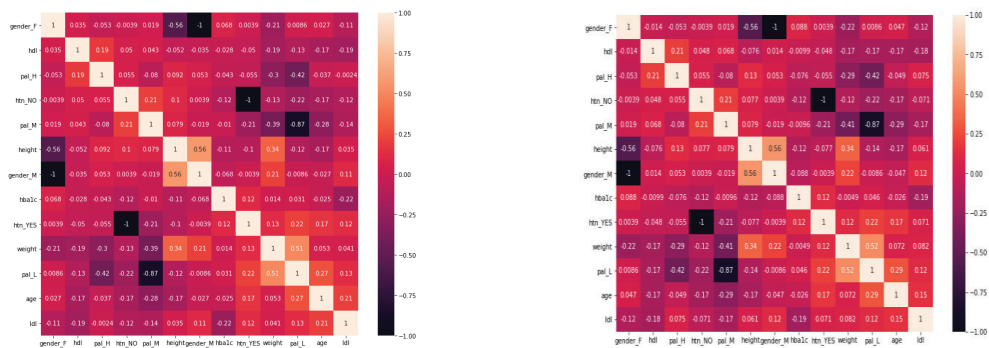 gender_F 1 0.035 -0.053 -0.0039 0.019 -0.56 -1 0.068 0.0039 -0.21 0.0086 0.027 -0.11
hdl 0.035 1 0.19 0.05 0.043 -0.052 -0.035 -0.028 -0.05 -0.19 -0.13 -0.17 -0.19
pal_H -0.053 0.19 1 0.055 -0.08 0.092 0.053 -0.043 -0.055 -0.3 -0.42 -0.037 -0.0024
htn_NO -0.0039 0.05 0.055 1 0.21 0.1 0.0039 -0.12 -1 -0.13 -0.22 -0.17 -0.12
pal_M 0.019 0.043 -0.08 0.21 1 0.079 -0.019 -0.01 -0.21 -0.39 -0.87 -0.28 -0.14
height -0.56 -0.052 0.092 0.1 0.079 1 0.56 -0.11 -0.1 0.34 -0.12 -0.17 0.035
gender_M -1 -0.035 0.053 0.0039 -0.019 0.56 1 -0.068 -0.0039 0.21 -0.0086 -0.027 0.11
hba1c 0.068 -0.028 -0.043 -0.12 -0.01 -0.11 -0.068 1 0.12 0.014 0.031 -0.025 -0.22
htn_YES 0.0039 -0.05 -0.055 -1 -0.21 -0.1 -0.0039 0.12 1 0.13 0.22 0.17 0.12
weight -0.21 -0.19 -0.3 -0.13 -0.39 0.34 0.21 0.014 0.13 1 0.51 0.053 0.041
pal_L 0.0086 -0.13 -0.42 -0.22 -0.87 -0.12 -0.0086 0.031 0.22 0.51 1 0.27 0.13
age 0.027 -0.17 -0.037 -0.17 -0.28 -0.17 -0.027 -0.025 0.17 0.053 0.27 1 0.21
ldl -0.11 -0.19 -0.0024 -0.12 -0.14 0.035 0.11 -0.22 0.12 0.041 0.13 0.21 1
gender_F hdl pal_H htn_NO pal_M height gender_M hba1c htn_YES weight pal_L age ldl
1.00
0.75
0.50
0.25
0.00
-0.25
-0.50
-0.75
-1.00
gender_F 1 -0.014 -0.053 -0.0039 0.019 -0.56 -1 0.088 0.0039 -0.22 0.0086 0.047 -0.12
hdl -0.014 1 0.21 0.048 0.068 -0.076 0.014 -0.0099 -0.048 -0.17 -0.17 -0.17 -0.18
pal_H -0.053 0.21 1 0.055 -0.08 0.13 0.053 -0.076 -0.055 -0.29 -0.42 -0.049 0.075
htn_NO -0.0039 0.048 0.055 1 0.21 0.077 0.0039 -0.12 -1 -0.12 -0.22 -0.17 -0.071
pal_M 0.019 0.068 -0.08 0.21 1 0.079 -0.019 -0.0096 -0.21 -0.41 -0.87 -0.29 -0.17
height -0.56 -0.076 0.13 0.077 0.079 1 0.56 -0.12 -0.077 0.34 -0.14 -0.17 0.061
gender_M -1 0.014 0.053 0.0039 -0.019 0.56 1 -0.088 -0.0039 0.22 -0.0086 -0.047 0.12
hba1c 0.088 -0.0099 -0.076 -0.12 -0.0096 -0.12 -0.088 1 0.12 -0.0049 0.046 -0.026 -0.19
htn_YES 0.0039 -0.048 -0.055 -1 -0.21 -0.077 -0.0039 0.12 1 0.12 0.22 0.17 0.071
weight -0.22 -0.17 -0.29 -0.12 -0.41 0.34 0.22 -0.0049 0.12 1 0.52 0.072 0.082
pal_L 0.0086 -0.17 -0.42 -0.22 -0.87 -0.14 -0.0086 0.046 0.22 0.52 1 0.29 0.12
age 0.047 -0.17 -0.049 -0.17 -0.29 -0.17 -0.047 -0.026 0.17 0.072 0.29 1 0.15
ldl -0.12 -0.18 0.075 -0.071 -0.17 0.061 0.12 -0.19 0.071 0.082 0.12 0.15 1
gender_F hdl pal_H htn_NO pal_M height gender_M hba1c htn_YES weight pal_L age ldl
1.00
0.75
0.50
0.25
0.00
-0.25
-0.50
-0.75
-1.00